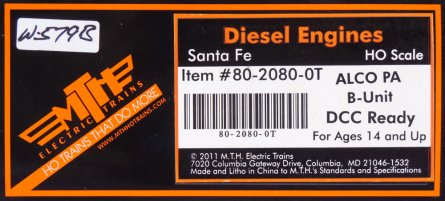 W-579B
MTH
ELECTRIC TRAINS
www.mthhotrains.com
HO TRAINS THAT DO MORE
Diesel Engines
Santa Fe HO Scale
Item #80-2080-0T
80-2080-0T
ALCO PA
B-Unit
DCC Ready
For Ages 14 and Up
© 2011 M.T.H. Electric Trains
7020 Columbia Gateway Drive, Columbia, MD 21046-1532
Made and Litho in China to M.T.H.'s Standards and Specifications